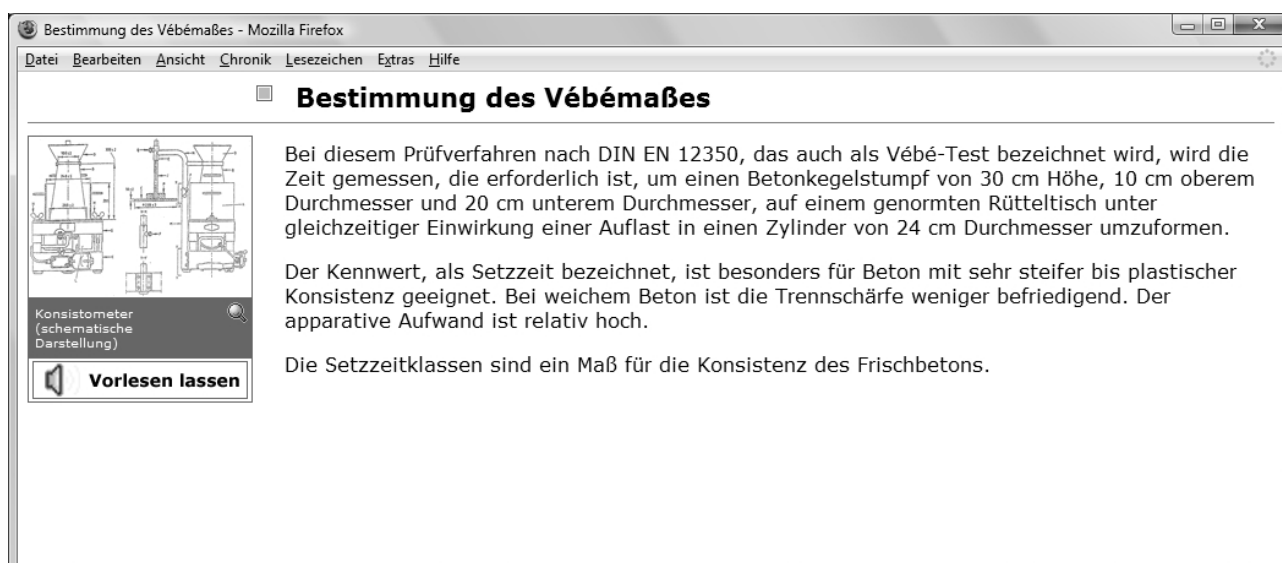 Bestimmung des Vébémaßes - Mozilla Firefox
Datei Bearbeiten Ansicht Chronik Lesezeichen Extras Hilfe
Bestimmung des Vébémaßes
Bei diesem Prüfverfahren nach DIN EN 12350, das auch als Vébé-Test bezeichnet wird, wird die
Zeit gemessen, die erforderlich ist, um einen Betonkegelstumpf von 30 cm Höhe, 10 cm oberem
Durchmesser und 20 cm unterem Durchmesser, auf einem genormten Rütteltisch unter
gleichzeitiger Einwirkung einer Auflast in einen Zylinder von 24 cm Durchmesser umzuformen.
Der Kennwert, als Setzzeit bezeichnet, ist besonders für Beton mit sehr steifer bis plastischer
Konsistenz geeignet. Bei weichem Beton ist die Trennschärfe weniger befriedigend. Der
apparative Aufwand ist relativ hoch.
Die Setzzeitklassen sind ein Maß für die Konsistenz des Frischbetons.
Konsistometer
(schematische
Darstellung)
Vorlesen lassen